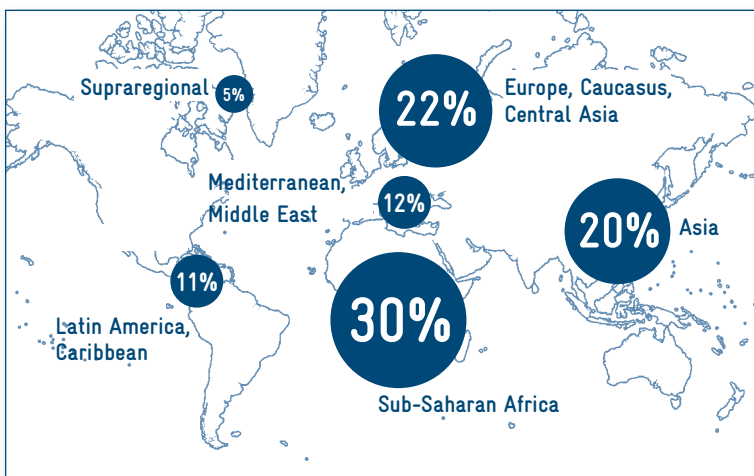 Supraregional
5%
22%
Europe, Caucasus,
Central Asia
Mediterranean,
Middle East
12%
20%
Asia
11%
Latin America,
Caribbean
30%
Sub-Saharan Africa